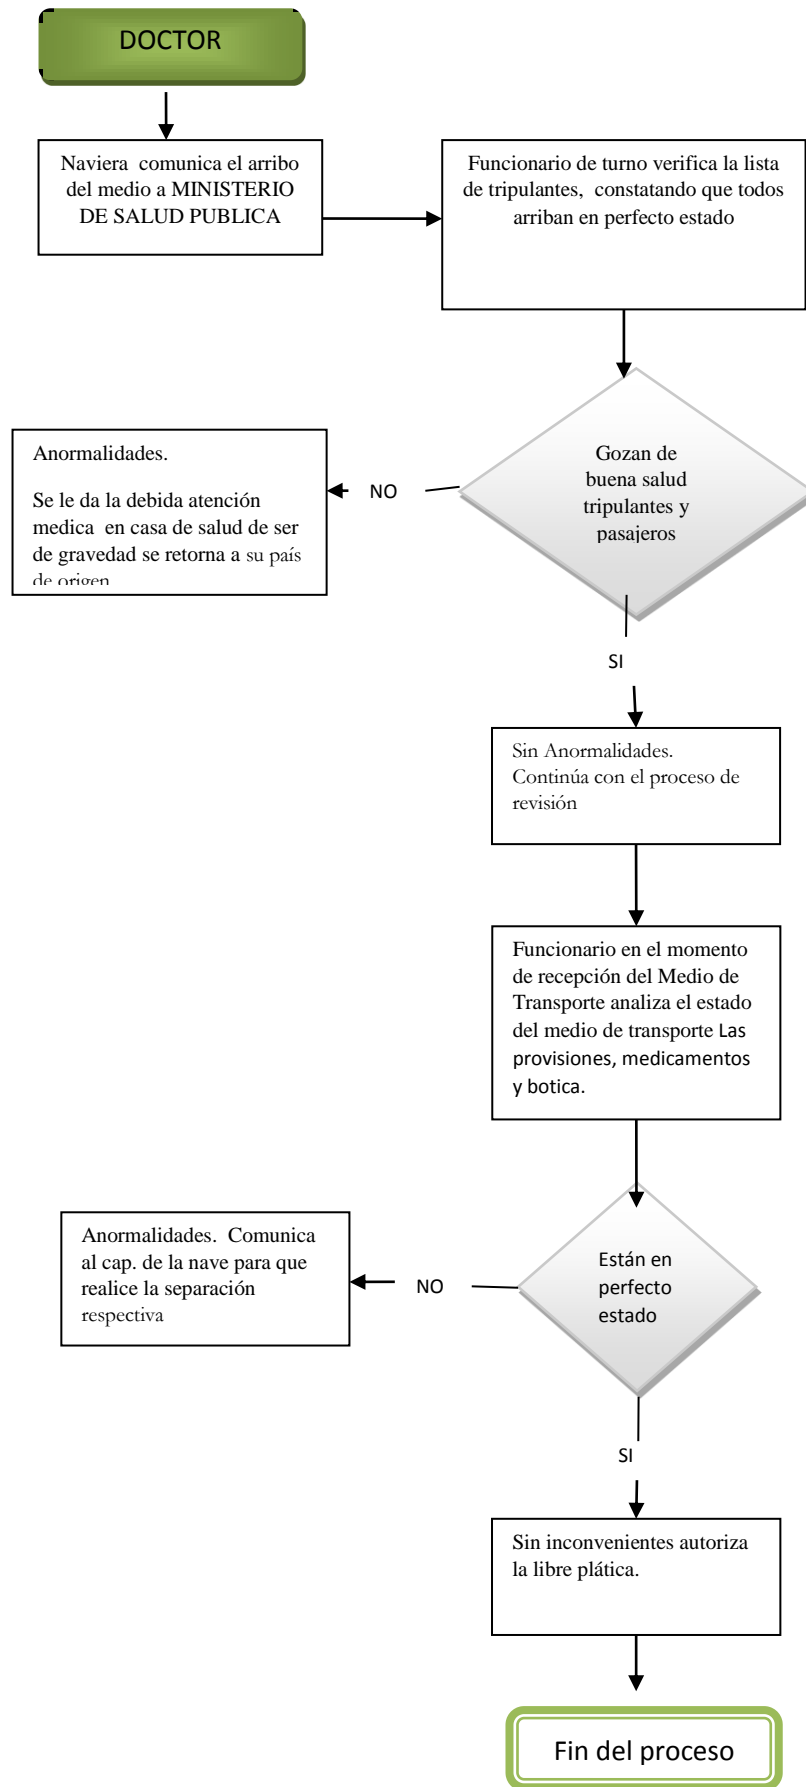 DOCTOR
Naviera comunica el arribo
del medio a MINISTERIO
DE SALUD PUBLICA
Funcionario de turno verifica la lista
de tripulantes, constatando que todos
arriban en perfecto estado
Gozan de
buena salud
tripulantes y
pasajeros
NO
Anormalidades.
Se le da la debida atención
medica en casa de salud de ser
de gravedad se retorna a su país
de origen
SI
Sin Anormalidades.
Continúa con el proceso de
revisión
Funcionario en el momento
de recepción del Medio de
Transporte analiza el estado
del medio de transporte Las
provisiones, medicamentos
y botica.
Están en
perfecto
estado
NO
Anormalidades. Comunica
al cap. de la nave para que
realice la separación
respectiva
SI
Sin inconvenientes autoriza
la libre plática.
Fin del proceso